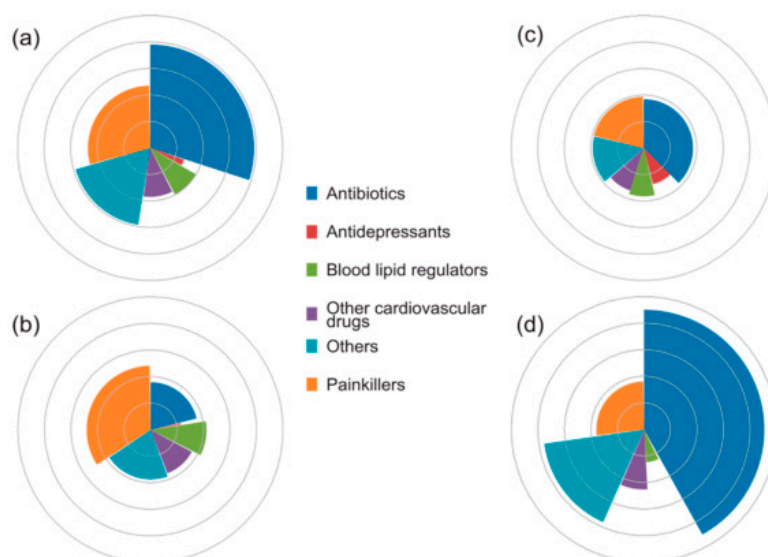 (a)
(c)
Antibiotics
Antidepressants
Blood lipid regulators
Other cardiovascular
drugs
Others
Painkillers
(b)
(d)